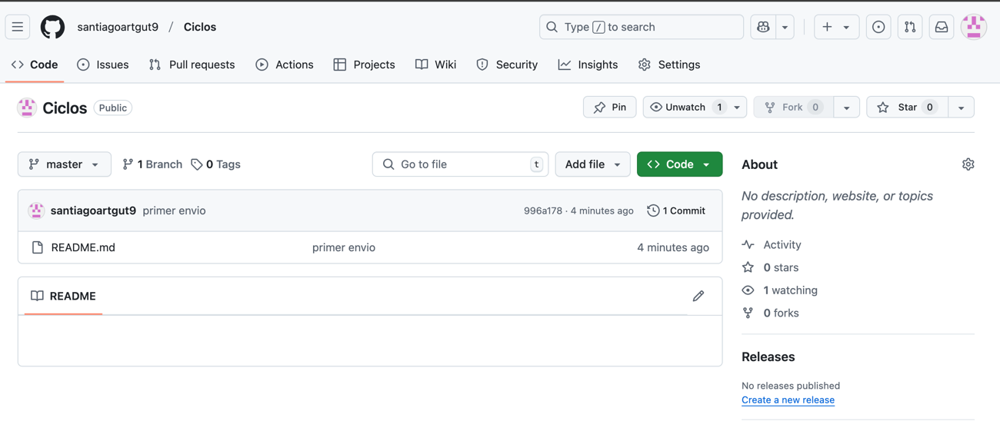 santiagoartgut9 / Ciclos
Type / to search
Code
Issues
Pull requests
Actions
Projects
Wiki
Security
Insights
Settings
Ciclos Public
Pin
Unwatch 1
Fork 0
Star 0
master
1 Branch
0 Tags
Go to file t
Add file
Code
santiagoartgut9 primer envio
996a178 · 4 minutes ago
1 Commit
README.md primer envio 4 minutes ago
README
About
No description, website, or topics
provided.
Activity
0 stars
1 watching
0 forks
Releases
No releases published
Create a new release